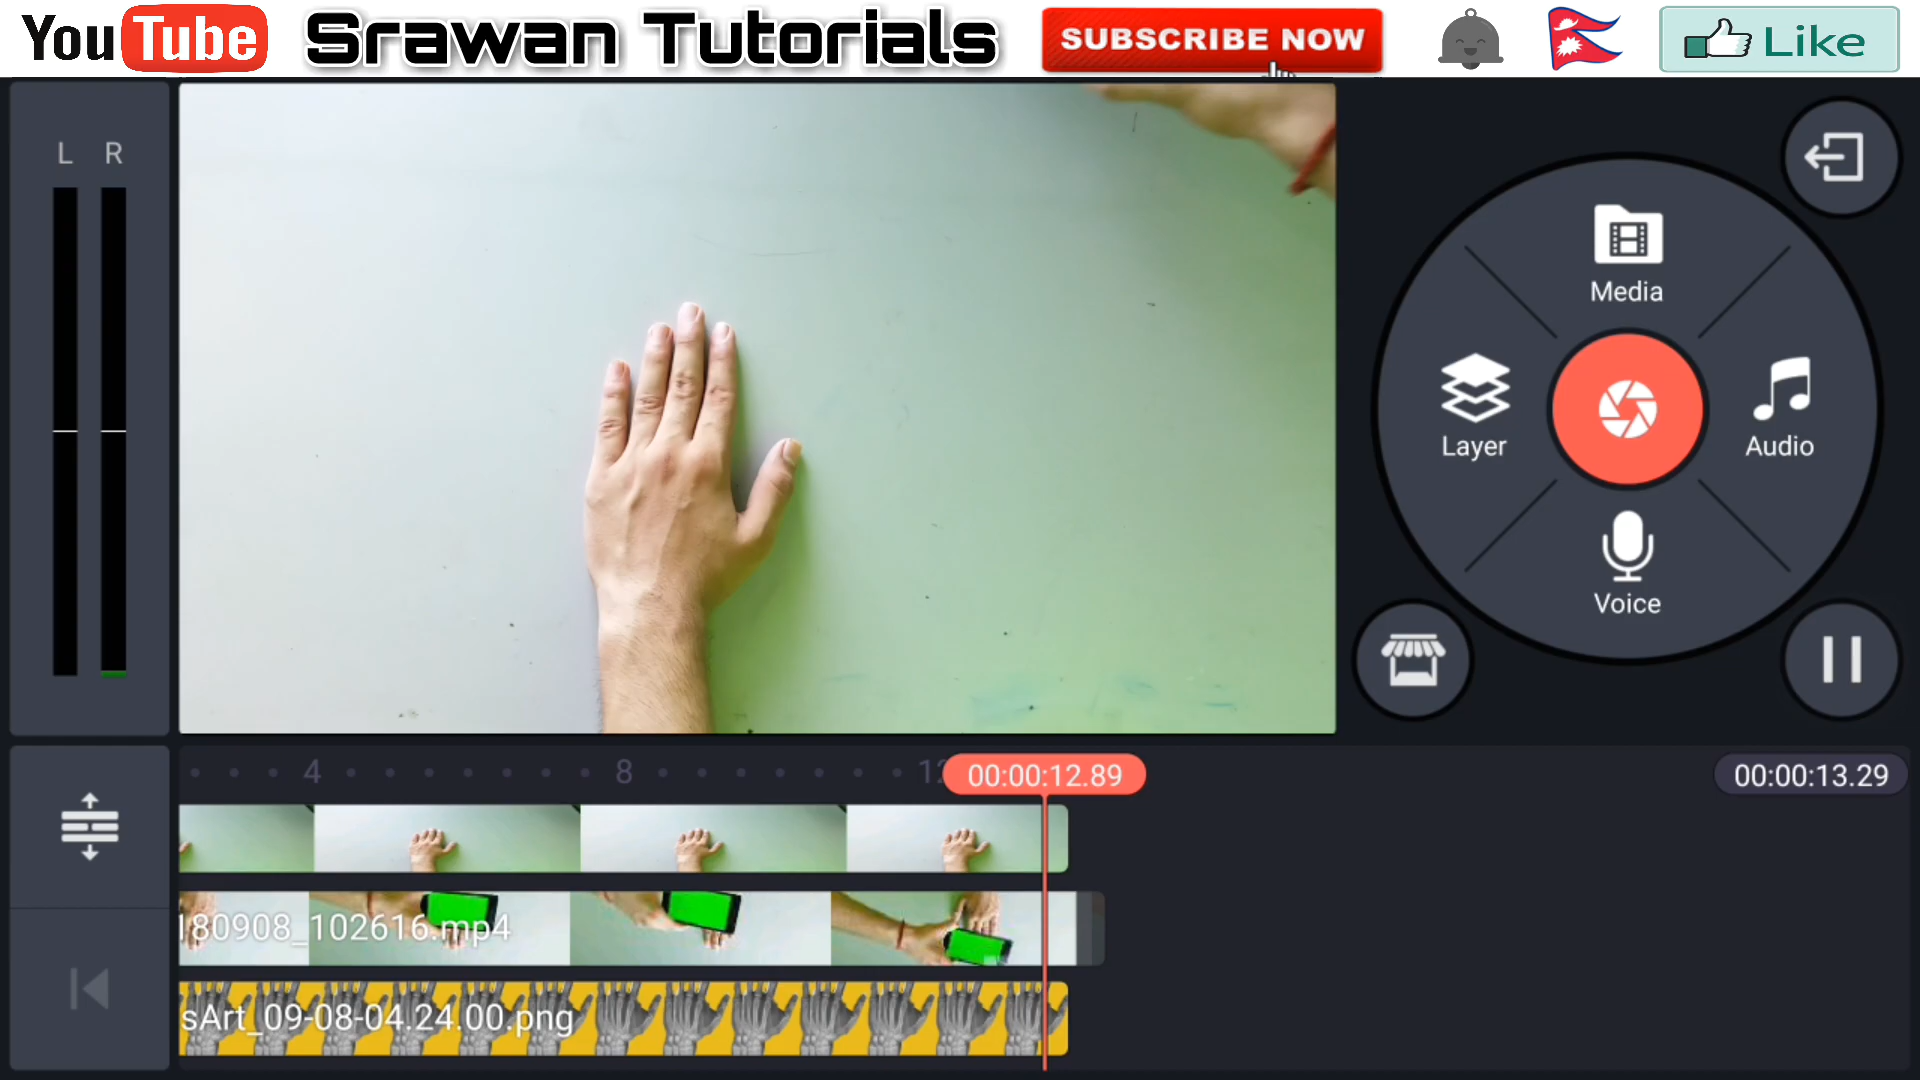 YouTube Srawan Tutorials SUBSCRIBE NOW Like
L R
Media
Layer
Audio
Voice
4 8 12 00:00:12.89 00:00:13.29
180908_102616.mp4
sArt_09-08-04.24.00.png